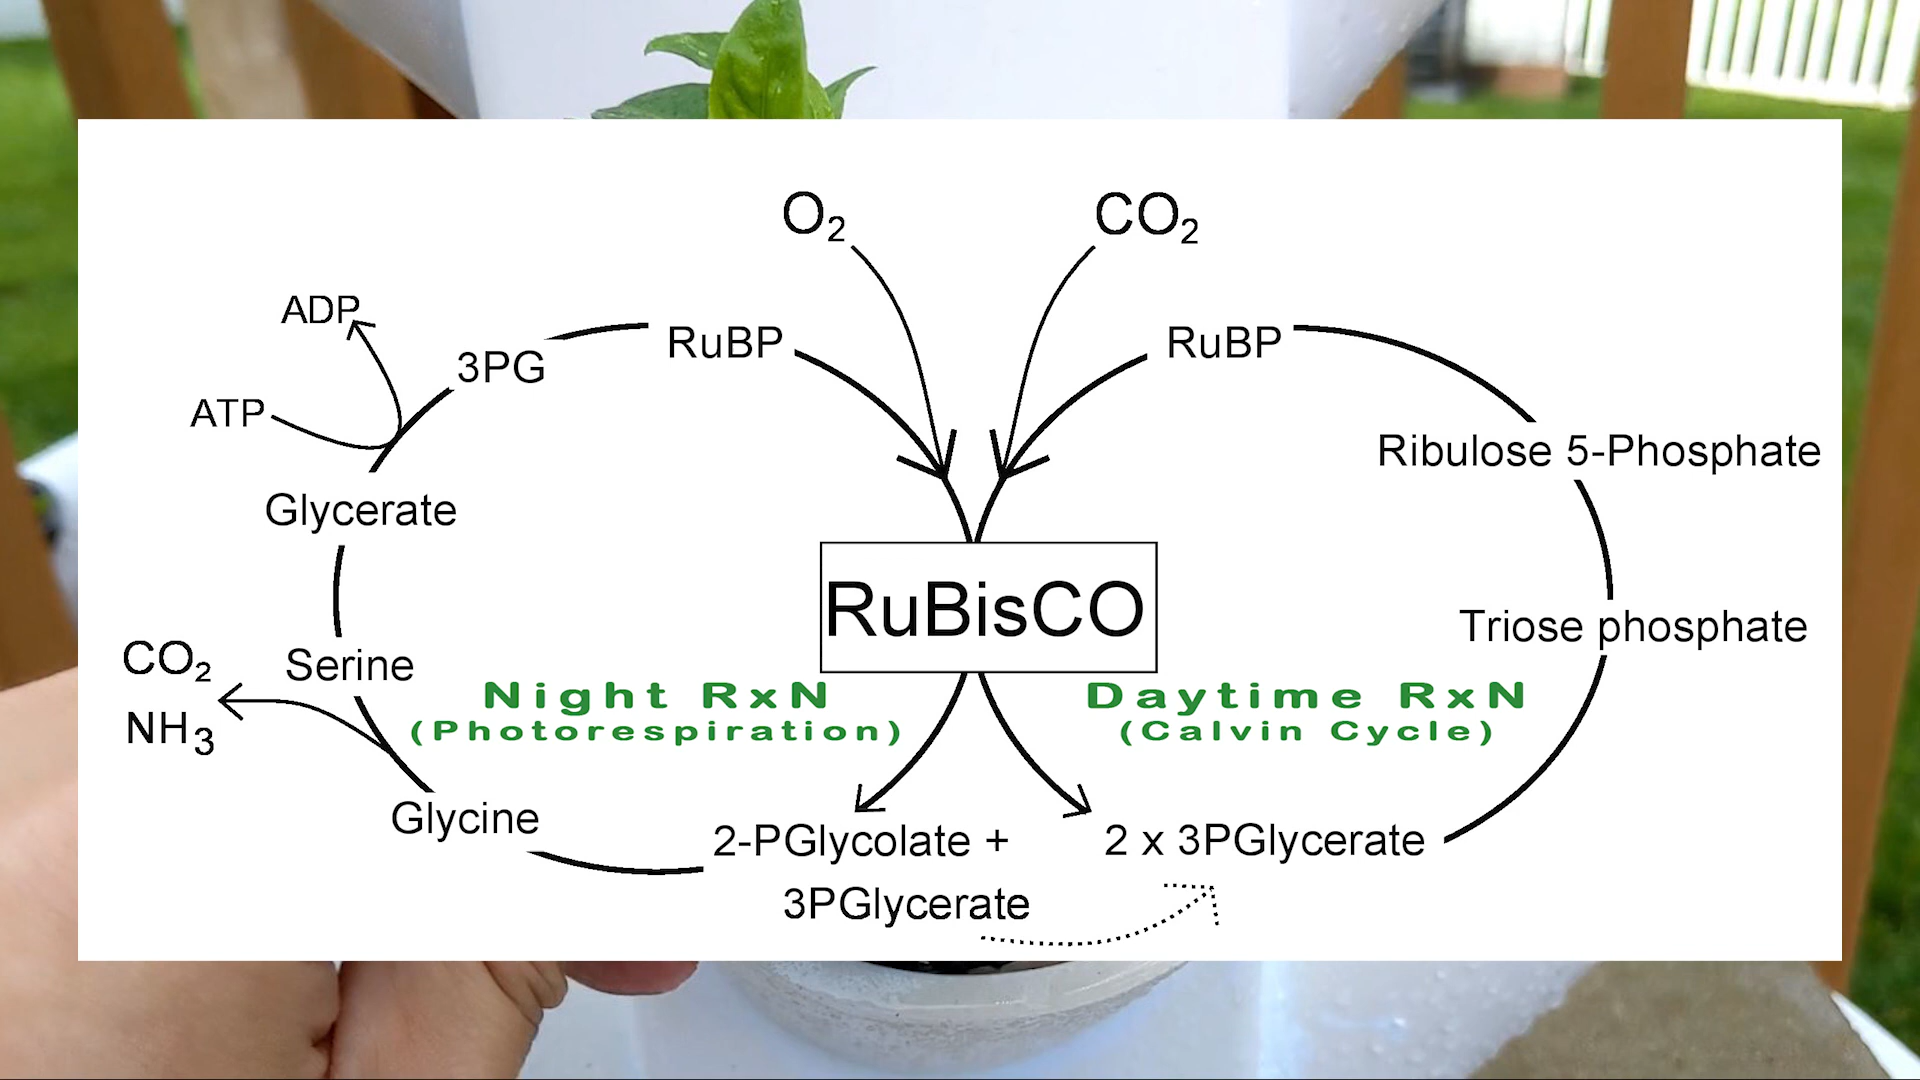 O₂
CO₂
ADP
ATP
3PG
RuBP
RuBP
Ribulose 5-Phosphate
Glycerate
RuBisCO
Triose phosphate
CO₂
NH₃
Serine
Night RxN
(Photorespiration)
Daytime RxN
(Calvin Cycle)
Glycine
2-PGlycolate +
3PGlycerate
2 x 3PGlycerate